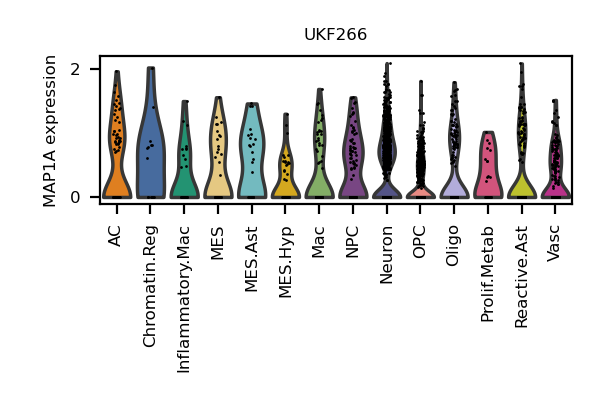 UKF266
MAP1A expression
2
0
AC
Chromatin.Reg
Inflammatory.Mac
MES
MES.Ast
MES.Hyp
Mac
NPC
Neuron
OPC
Oligo
Prolif.Metab
Reactive.Ast
Vasc